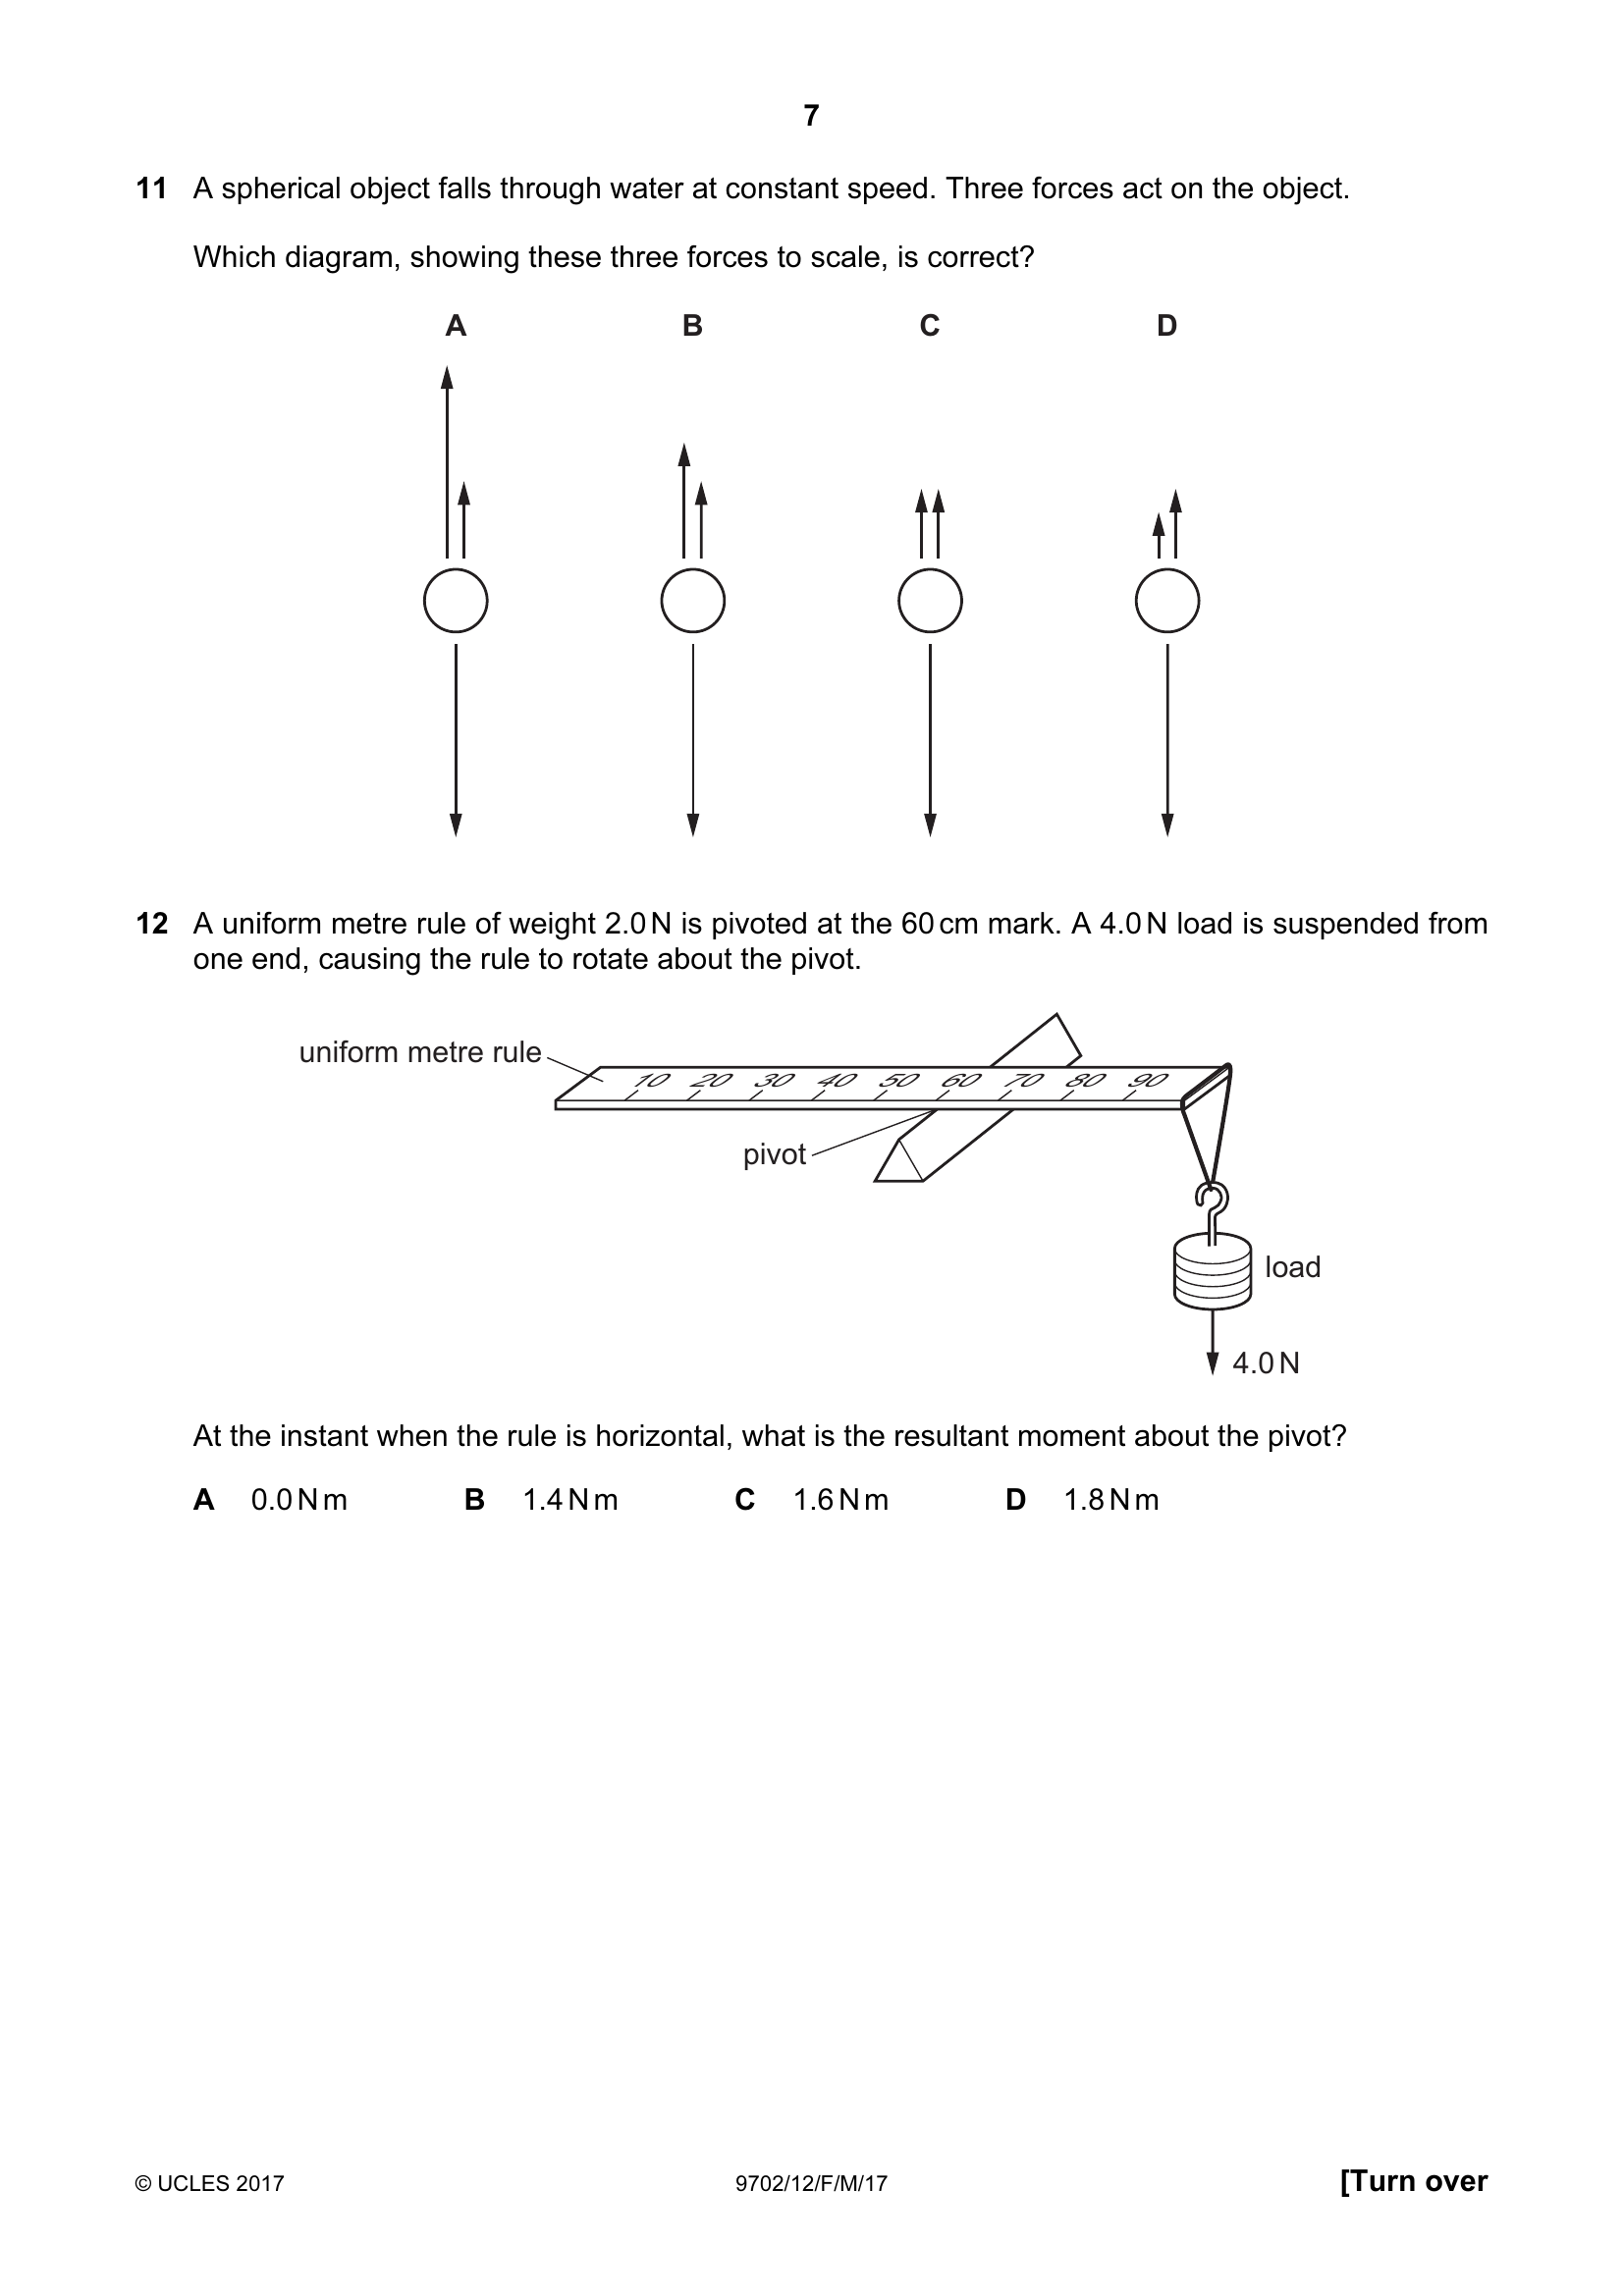 7
11 A spherical object falls through water at constant speed. Three forces act on the object.
Which diagram, showing these three forces to scale, is correct?
A B C D
12 A uniform metre rule of weight 2.0 N is pivoted at the 60 cm mark. A 4.0 N load is suspended from
one end, causing the rule to rotate about the pivot.
uniform metre rule
10 20 30 40 50 60 70 80 90
pivot
load
4.0 N
At the instant when the rule is horizontal, what is the resultant moment about the pivot?
A 0.0 N m B 1.4 N m C 1.6 N m D 1.8 N m
© UCLES 2017 9702/12/F/M/17 [Turn over